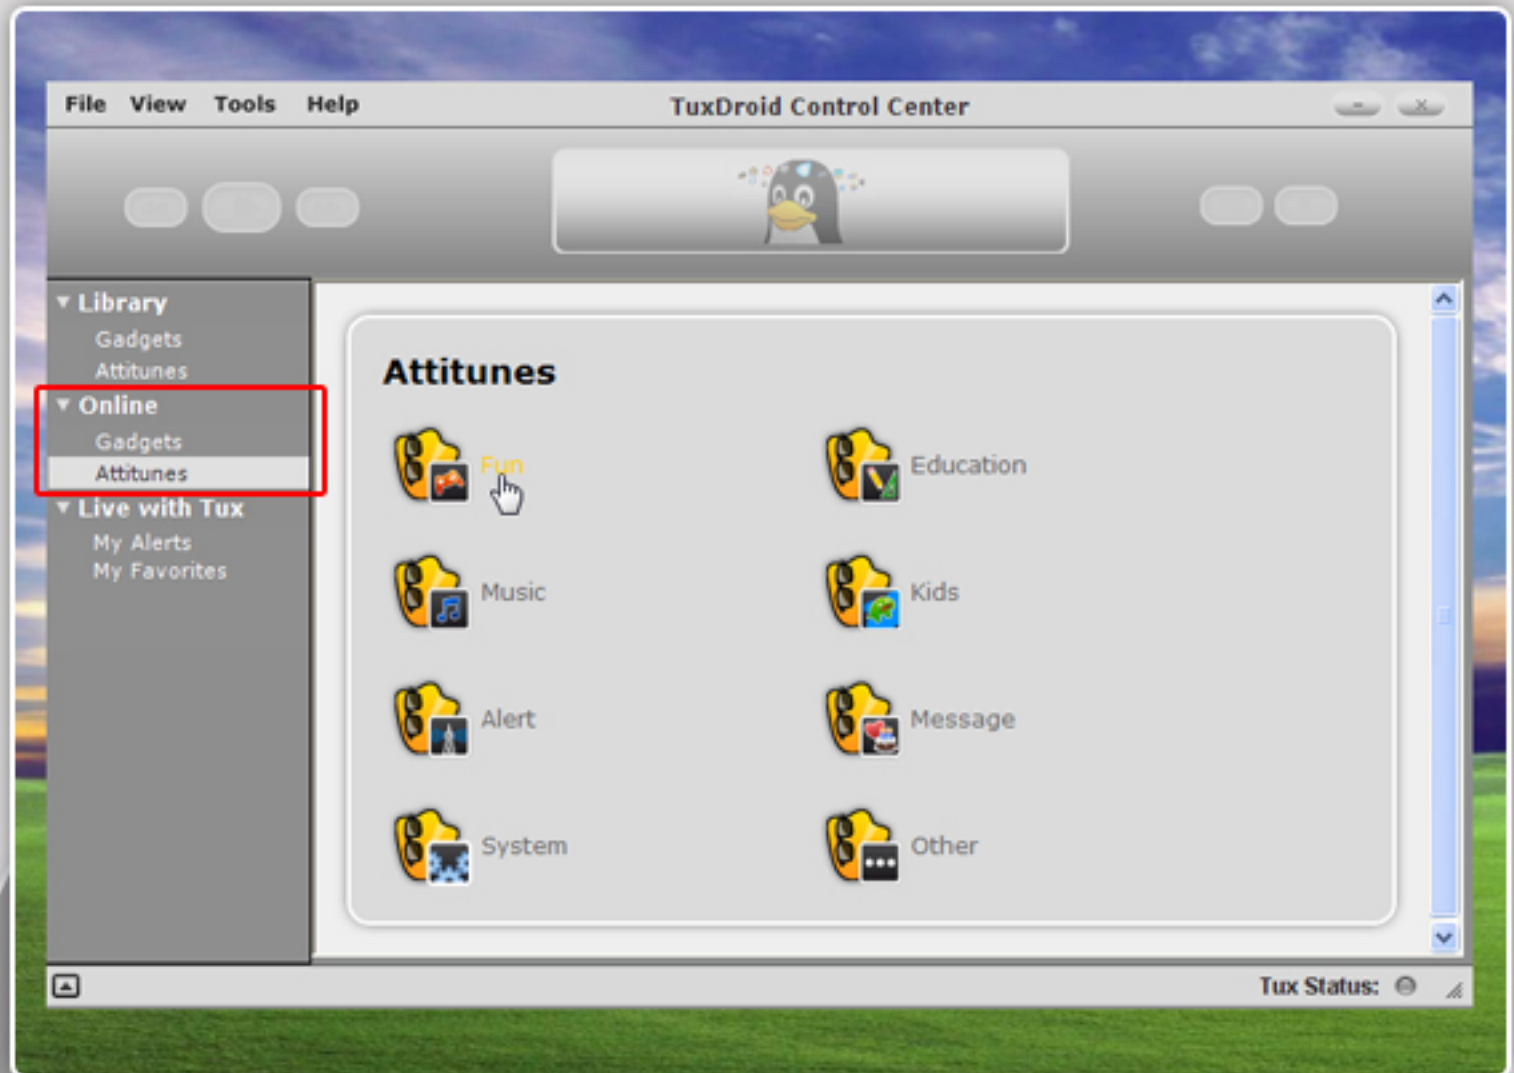 File View Tools Help
TuxDroid Control Center
Library
Gadgets
Attitunes
Online
Gadgets
Attitunes
Live with Tux
My Alerts
My Favorites
Attitunes
Fun
Education
Music
Kids
Alert
Message
System
Other
Tux Status: